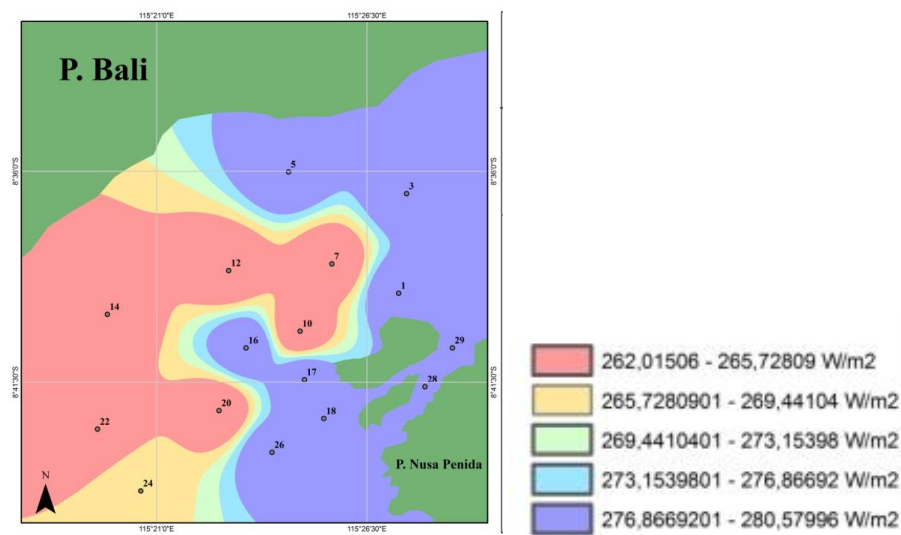 115°21'0"E 115°26'30"E
P. Bali
8°36'0"S 8°36'0"S
5
3
7
12
1
14
10
16 29
17
8°41'30"S 8°41'30"S
28
20
18
22
26
P. Nusa Penida
24
N
115°21'0"E 115°26'30"E
262,01506 - 265,72809 W/m2
265,7280901 - 269,44104 W/m2
269,4410401 - 273,15398 W/m2
273,1539801 - 276,86692 W/m2
276,8669201 - 280,57996 W/m2